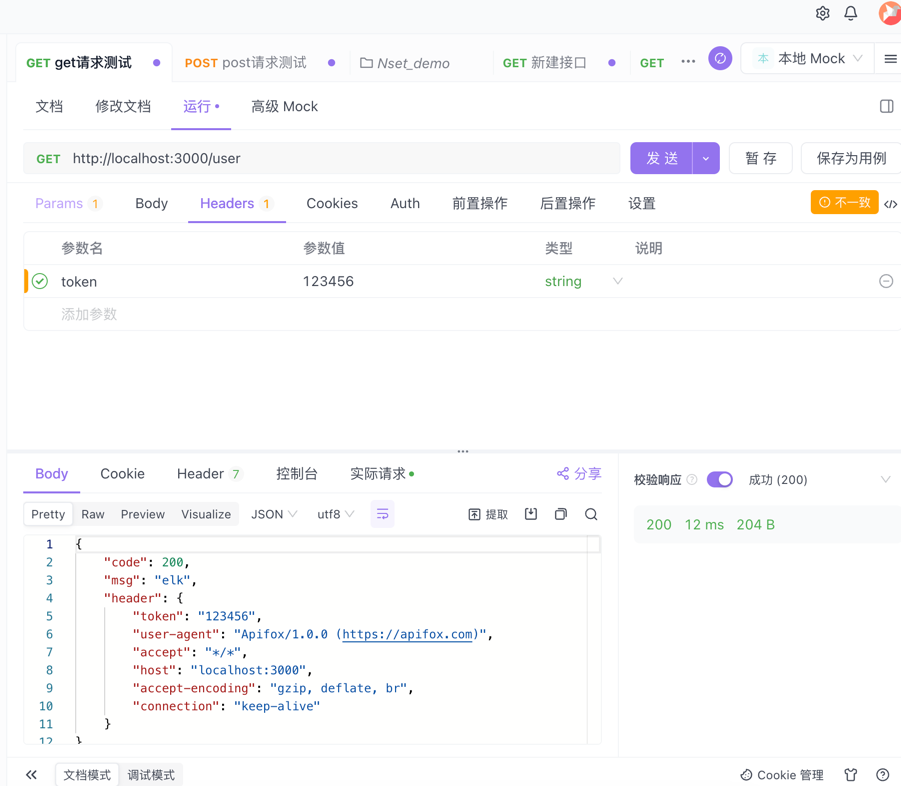 GET get请求测试 POST post请求测试 Nset_demo GET 新建接口 GET 本 本地 Mock
文档 修改文档 运行 高级 Mock
GET http://localhost:3000/user 发 送 暂 存 保存为用例
Params 1 Body Headers 1 Cookies Auth 前置操作 后置操作 设置 不一致
参数名 参数值 类型 说明
token 123456 string
添加参数
Body Cookie Header 7 控制台 实际请求 分享 校验响应 成功 (200)
Pretty Raw Preview Visualize JSON utf8 提取
200 12 ms 204 B
1 {
2 "code": 200,
3 "msg": "elk",
4 "header": {
5 "token": "123456",
6 "user-agent": "Apifox/1.0.0 (https://apifox.com)",
7 "accept": "*/*",
8 "host": "localhost:3000",
9 "accept-encoding": "gzip, deflate, br",
10 "connection": "keep-alive"
11 }
12 }
文档模式 调试模式 Cookie 管理